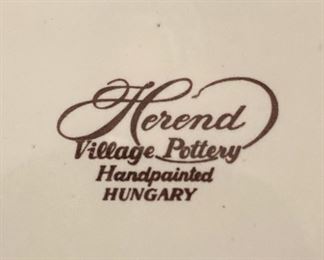 Herend
Village Pottery
Handpainted
HUNGARY